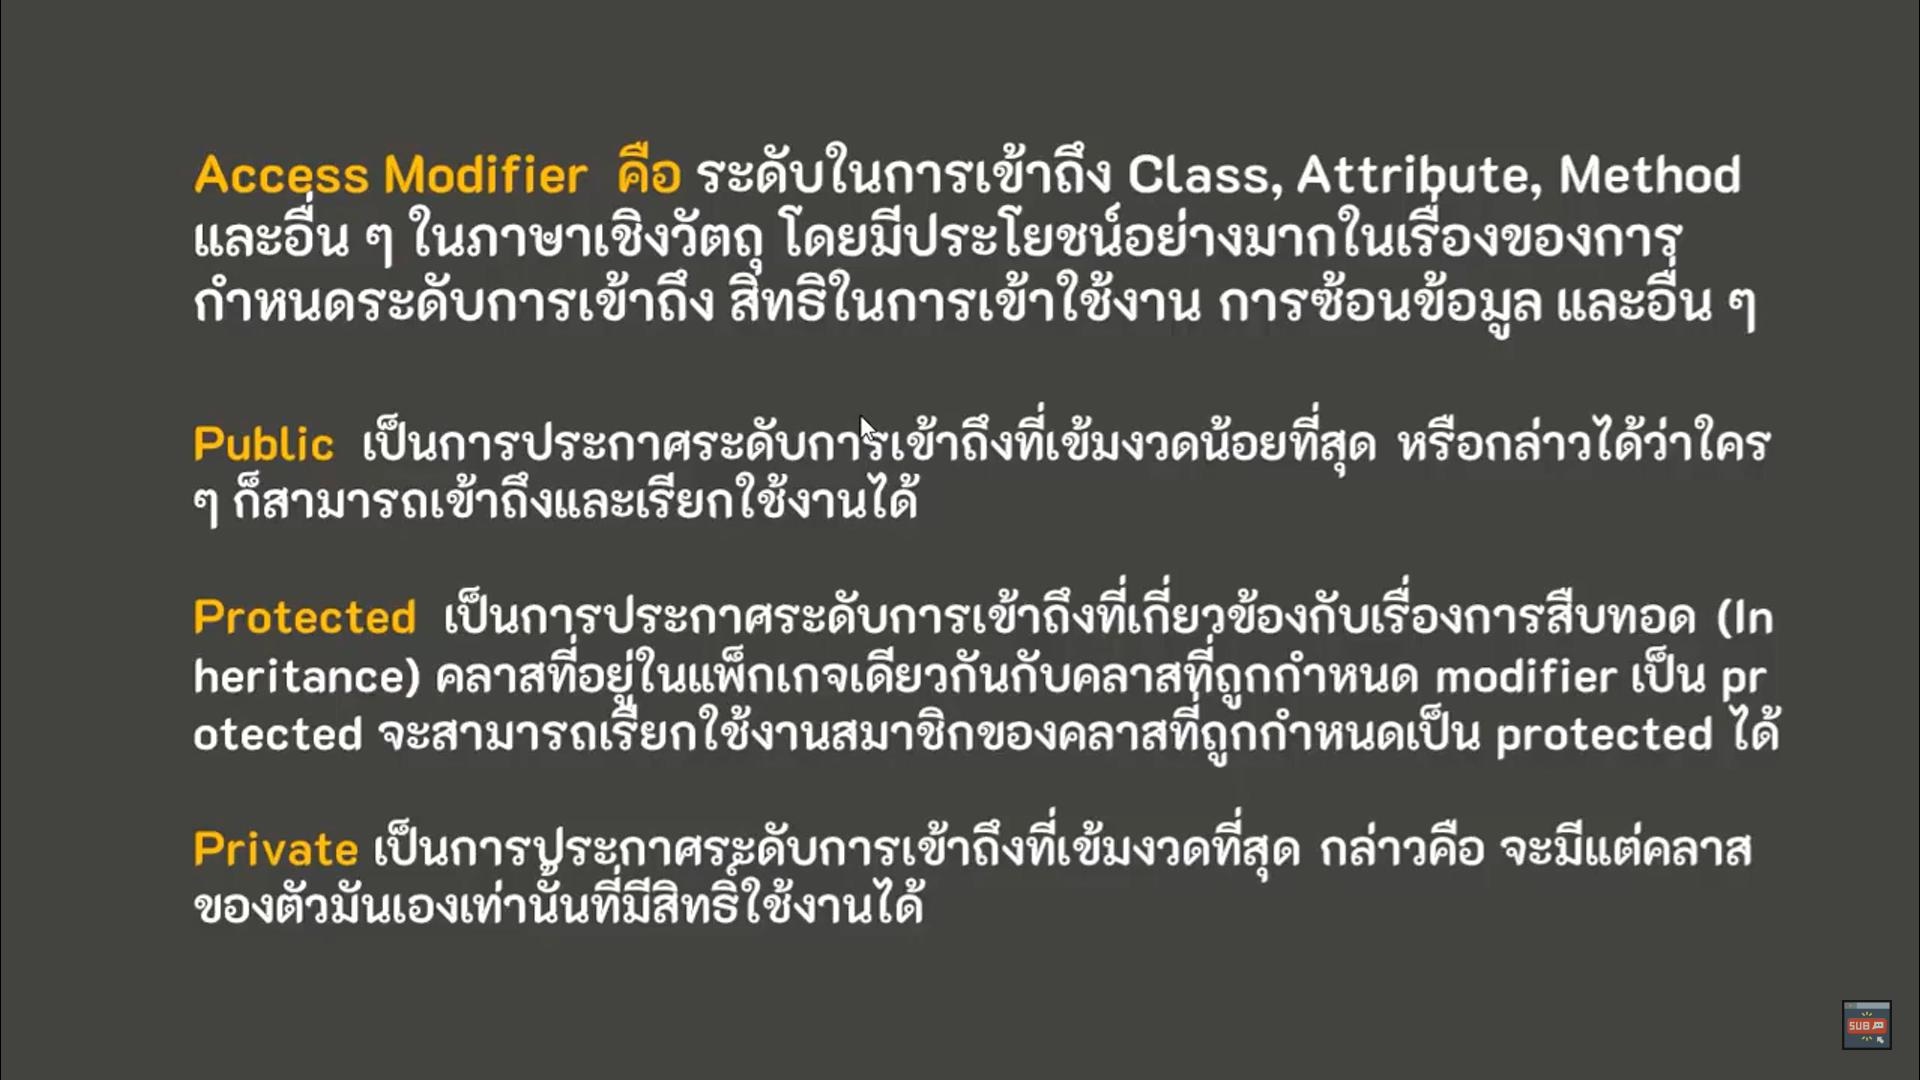 Access Modifier คือ ระดับในการเข้าถึง Class, Attribute, Method
และอื่น ๆ ในภาษาเชิงวัตถุ โดยมีประโยชน์อย่างมากในเรื่องของการ
กำหนดระดับการเข้าถึง สิทธิในการเข้าใช้งาน การซ้อนข้อมูล และอื่น ๆ
Public เป็นการประกาศระดับการเข้าถึงที่เข้มงวดน้อยที่สุด หรือกล่าวได้ว่าใคร
ๆ ก็สามารถเข้าถึงและเรียกใช้งานได้
Protected เป็นการประกาศระดับการเข้าถึงที่เกี่ยวข้องกับเรื่องการสืบทอด (In
heritance) คลาสที่อยู่ในแพ็กเกจเดียวกันกับคลาสที่ถูกกำหนด modifier เป็น pr
otected จะสามารถเรียกใช้งานสมาชิกของคลาสที่ถูกกำหนดเป็น protected ได้
Private เป็นการประกาศระดับการเข้าถึงที่เข้มงวดที่สุด กล่าวคือ จะมีแต่คลาส
ของตัวมันเองเท่านั้นที่มีสิทธิ์ใช้งานได้
SUB